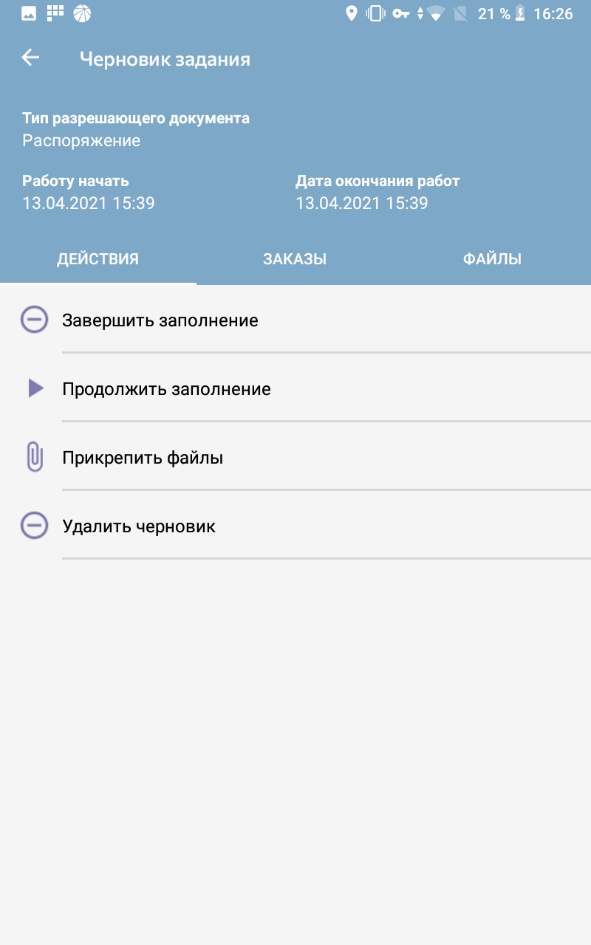 21 % 16:26
Черновик задания
Тип разрешающего документа
Распоряжение
Работу начать
13.04.2021 15:39
Дата окончания работ
13.04.2021 15:39
ДЕЙСТВИЯ ЗАКАЗЫ ФАЙЛЫ
Завершить заполнение
Продолжить заполнение
Прикрепить файлы
Удалить черновик